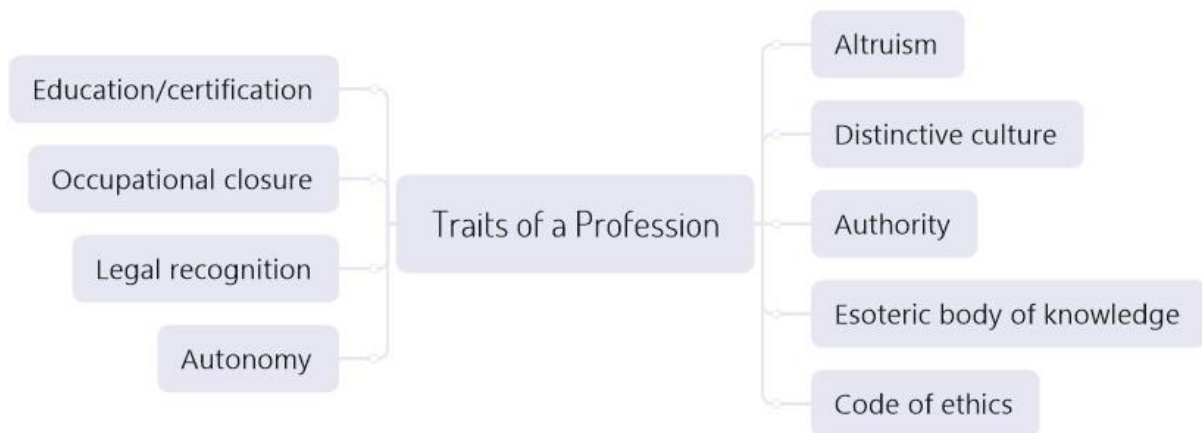 Traits of a Profession
Education/certification
Occupational closure
Legal recognition
Autonomy
Altruism
Distinctive culture
Authority
Esoteric body of knowledge
Code of ethics